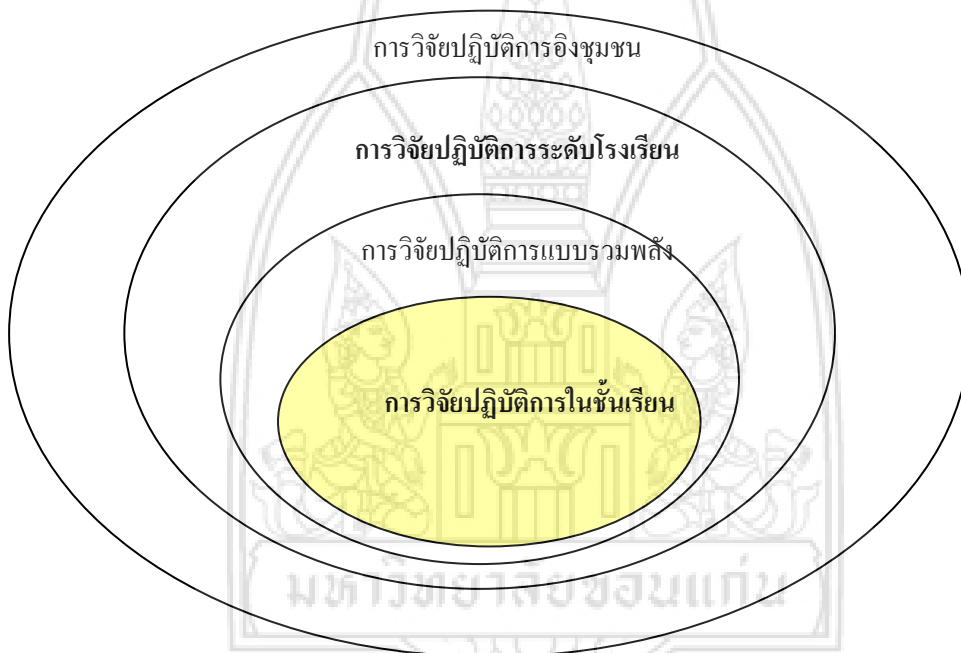 การวิจัยปฏิบัติการอิงชุมชน
การวิจัยปฏิบัติการระดับโรงเรียน
การวิจัยปฏิบัติการแบบรวมพลัง
การวิจัยปฏิบัติการในชั้นเรียน
มหาวิทยาลัยขอนแก่น